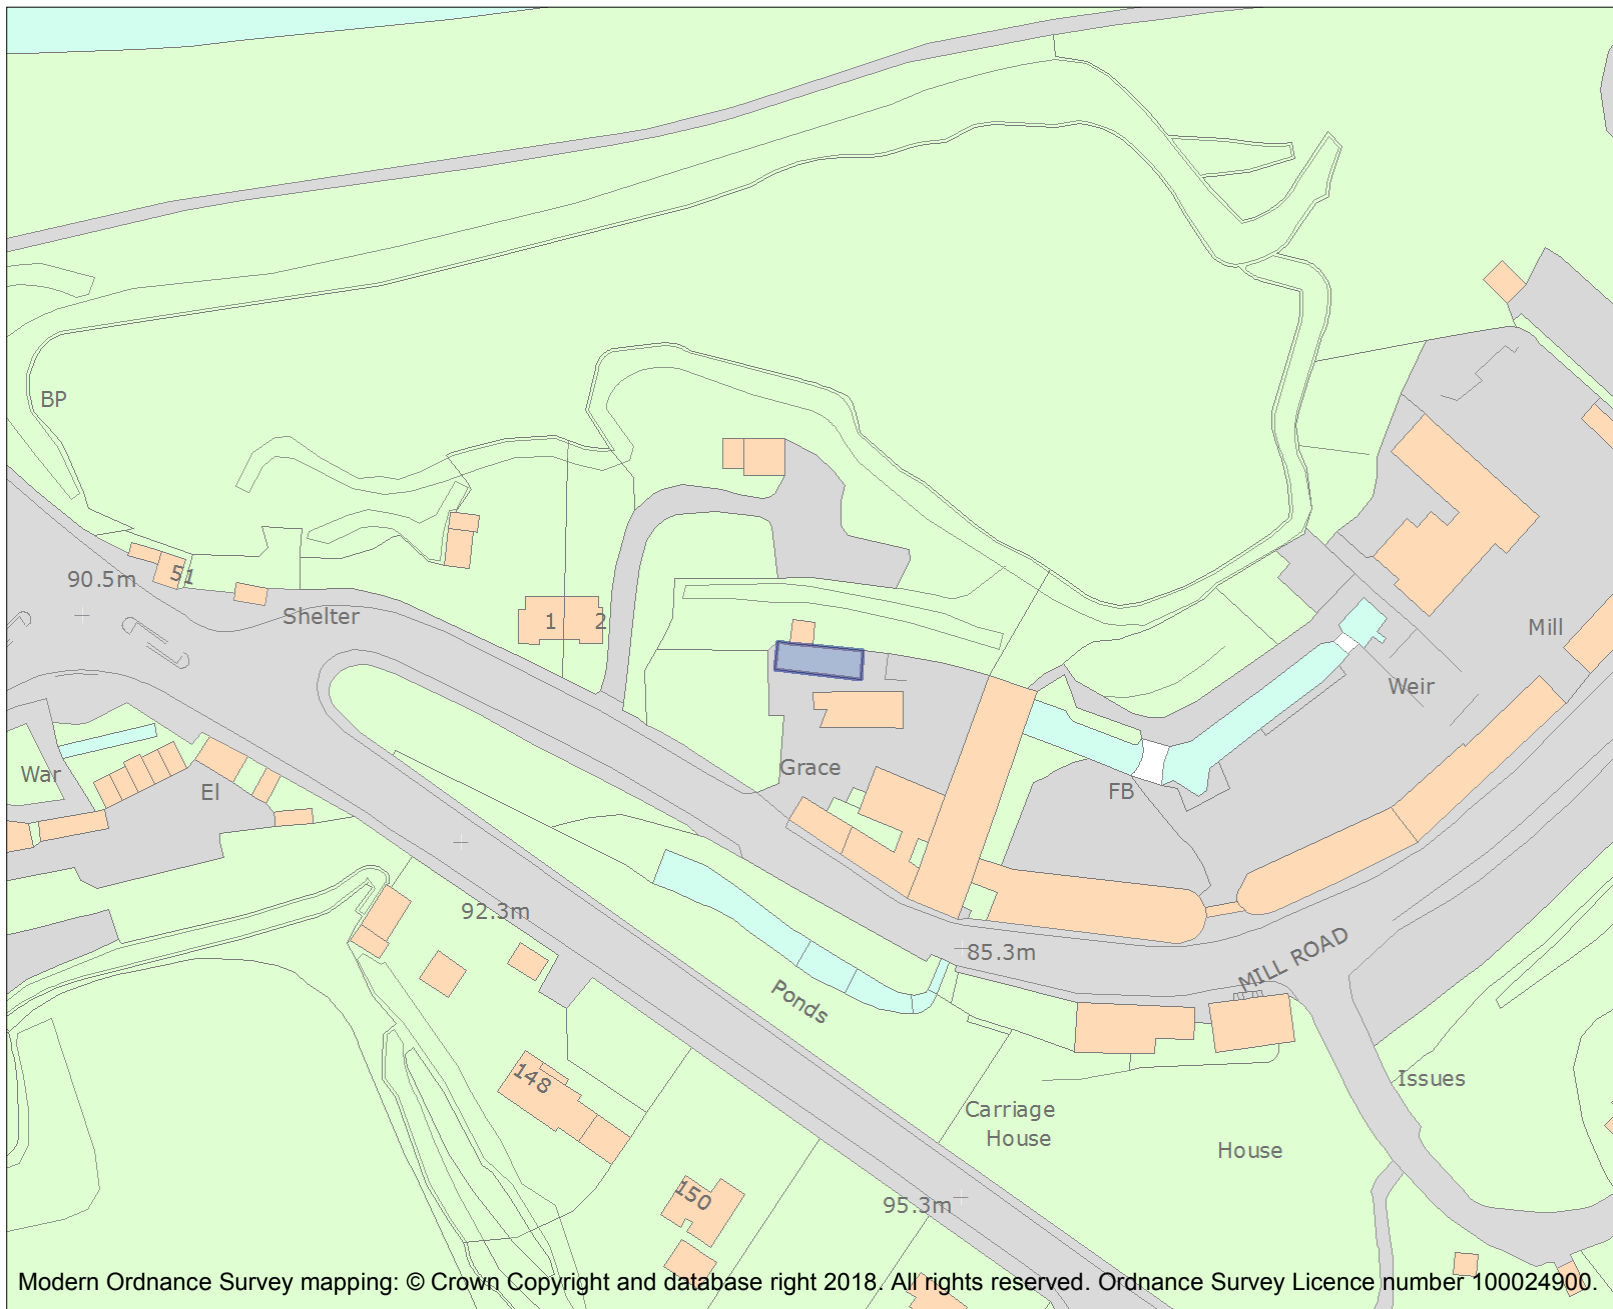 BP
90.5m
51
Shelter
1
2
Mill
Weir
War
El
Grace
FB
92.3m
85.3m
MILL ROAD
Ponds
148
Issues
Carriage
House
House
150
95.3m
Modern Ordnance Survey mapping: © Crown Copyright and database right 2018. All rights reserved. Ordnance Survey Licence number 100024900.